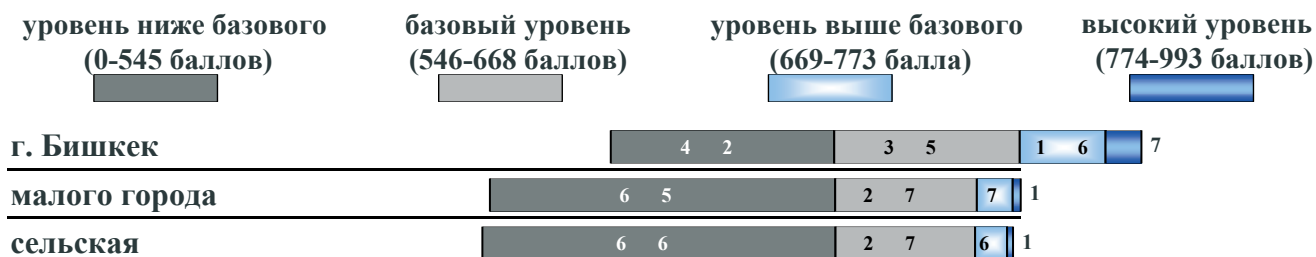 уровень ниже базового базовый уровень уровень выше базового высокий уровень
(0-545 баллов) (546-668 баллов) (669-773 балла) (774-993 баллов)
г. Бишкек 4 2 3 5 1 6 7
малого города 6 5 2 7 7 1
сельская 6 6 2 7 6 1